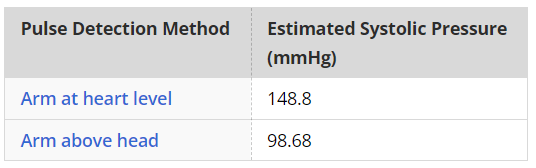 Pulse Detection Method Estimated Systolic Pressure
(mmHg)
Arm at heart level 148.8
Arm above head 98.68